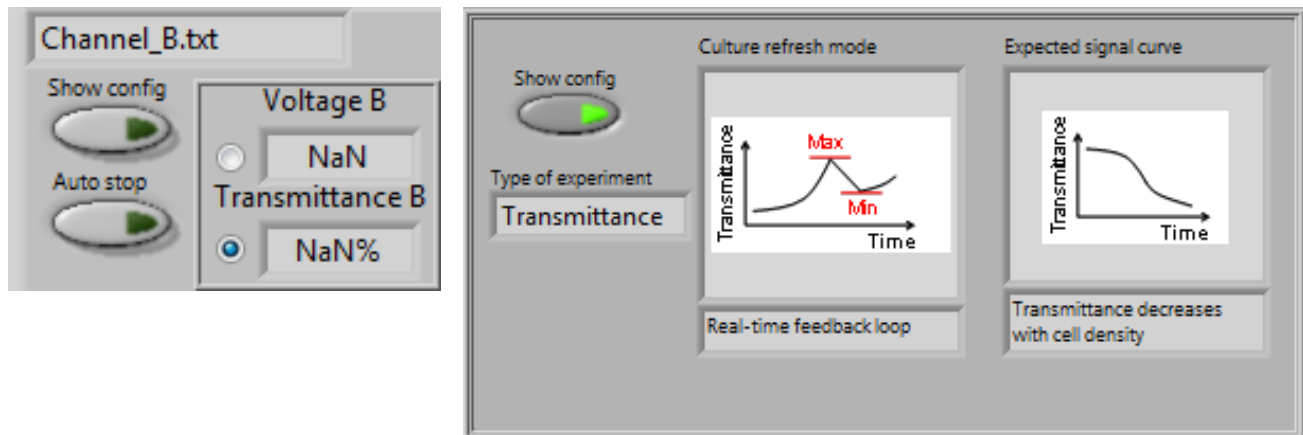 Channel_B.txt
Show config
Auto stop
Voltage B
NaN
Transmittance B
NaN%
Show config
Type of experiment
Transmittance
Culture refresh mode
Transmittance
Max
Min
Time
Real-time feedback loop
Expected signal curve
Transmittance
Time
Transmittance decreases
with cell density